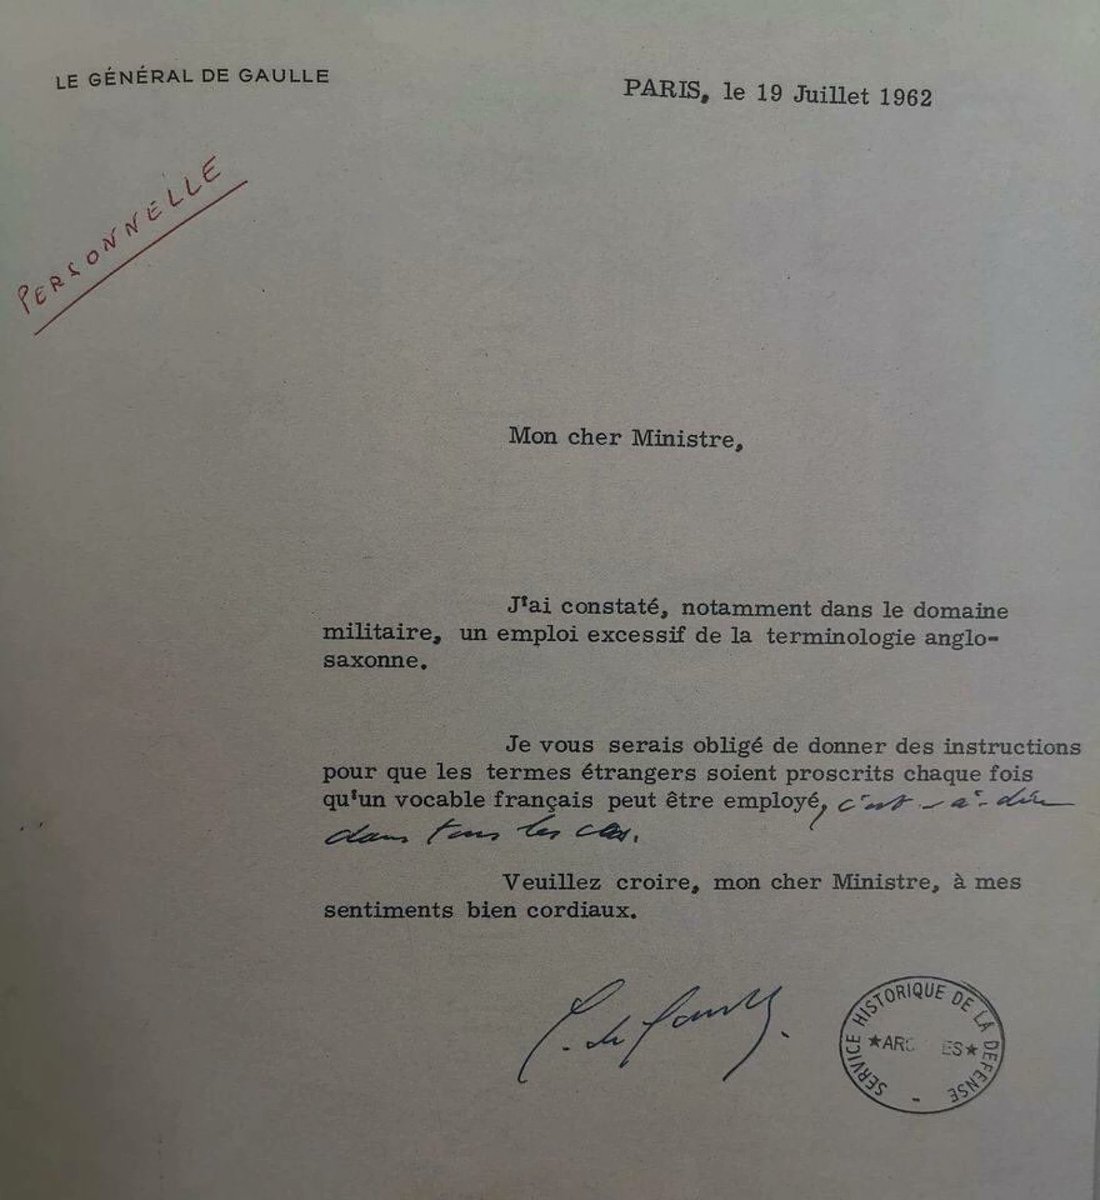 LE GÉNÉRAL DE GAULLE
PARIS, le 19 Juillet 1962
PERSONNELLE
Mon cher Ministre,
J'ai constaté, notamment dans le domaine
militaire, un emploi excessif de la terminologie anglo-
saxonne.
Je vous serais obligé de donner des instructions
pour que les termes étrangers soient proscrits chaque fois
qu'un vocable français peut être employé, c'est-à-dire
dans tous les cas.
Veuillez croire, mon cher Ministre, à mes
sentiments bien cordiaux.
C. de Gaulle.
SERVICE HISTORIQUE DE LA DEFENSE -
★ARC ES★